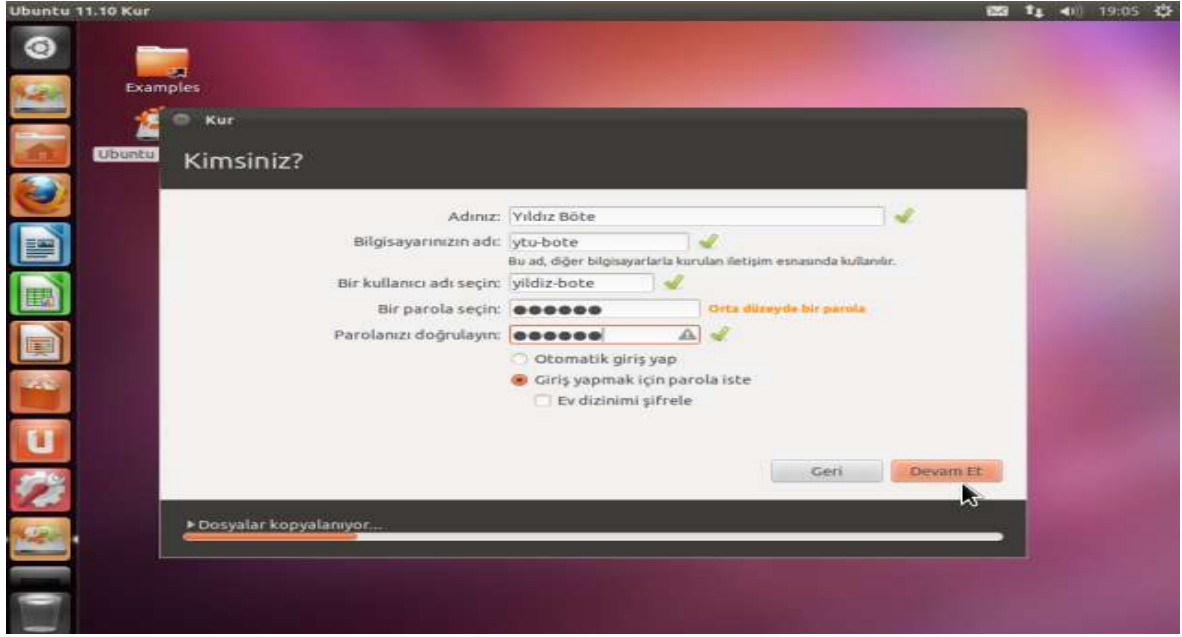 Ubuntu 11.10 Kur
19:05
Examples
Ubuntu
Kur
Kimsiniz?
Adınız: Yıldız Böte
Bilgisayarınızın adı: ytu-bote
Bu ad, diğer bilgisayarlarla kurulan iletişim esnasında kullanılır.
Bir kullanıcı adı seçin: yildiz-bote
Bir parola seçin: ●●●●●● Orta düzeyde bir parola
Parolanızı doğrulayın: ●●●●●●
Otomatik giriş yap
Giriş yapmak için parola iste
Ev dizinimi şifrele
Geri Devam Et
Dosyalar kopyalanıyor...